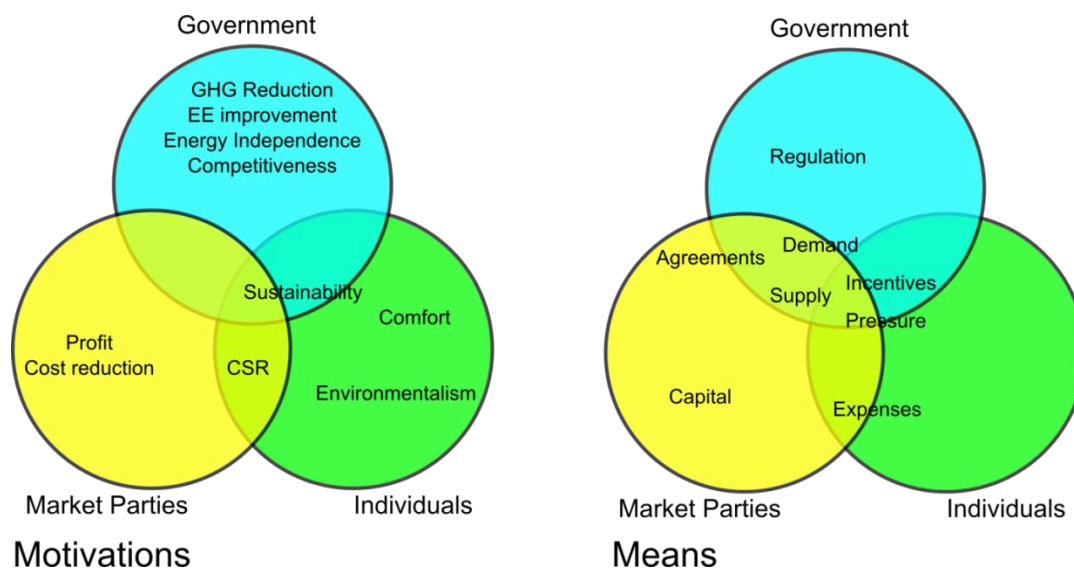 Government
GHG Reduction
EE improvement
Energy Independence
Competitiveness
Sustainability
Comfort
Profit
Cost reduction
CSR
Environmentalism
Market Parties
Individuals
Motivations
Government
Regulation
Demand
Agreements
Incentives
Supply
Pressure
Capital
Expenses
Market Parties
Individuals
Means